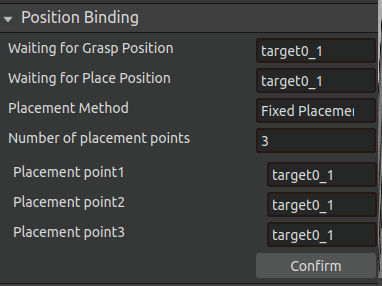 Position Binding
Waiting for Grasp Position target0_1
Waiting for Place Position target0_1
Placement Method Fixed Placemer
Number of placement points 3
Placement point1 target0_1
Placement point2 target0_1
Placement point3 target0_1
Confirm